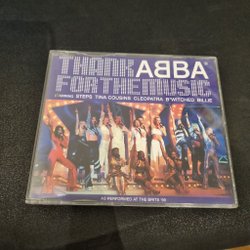 THANK ABBA
FOR THE MUSIC
STEPS TINA COUSINS CLEOPATRA B*WITCHED BILLIE
AS PERFORMED AT THE BRITS '99